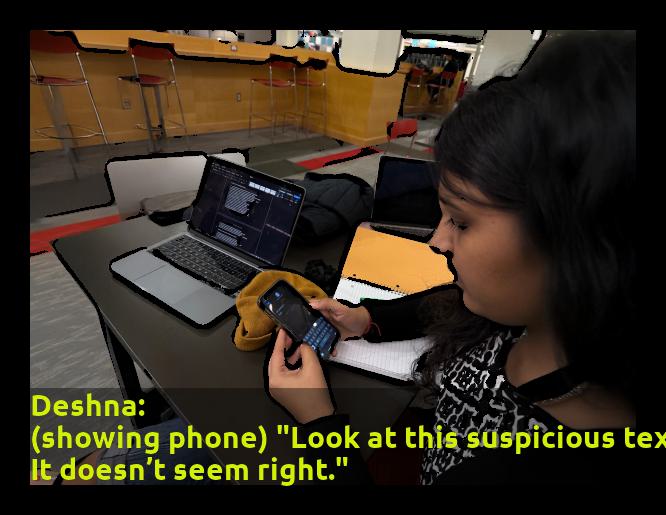 Deshna:
(showing phone) "Look at this suspicious tex
It doesn’t seem right."